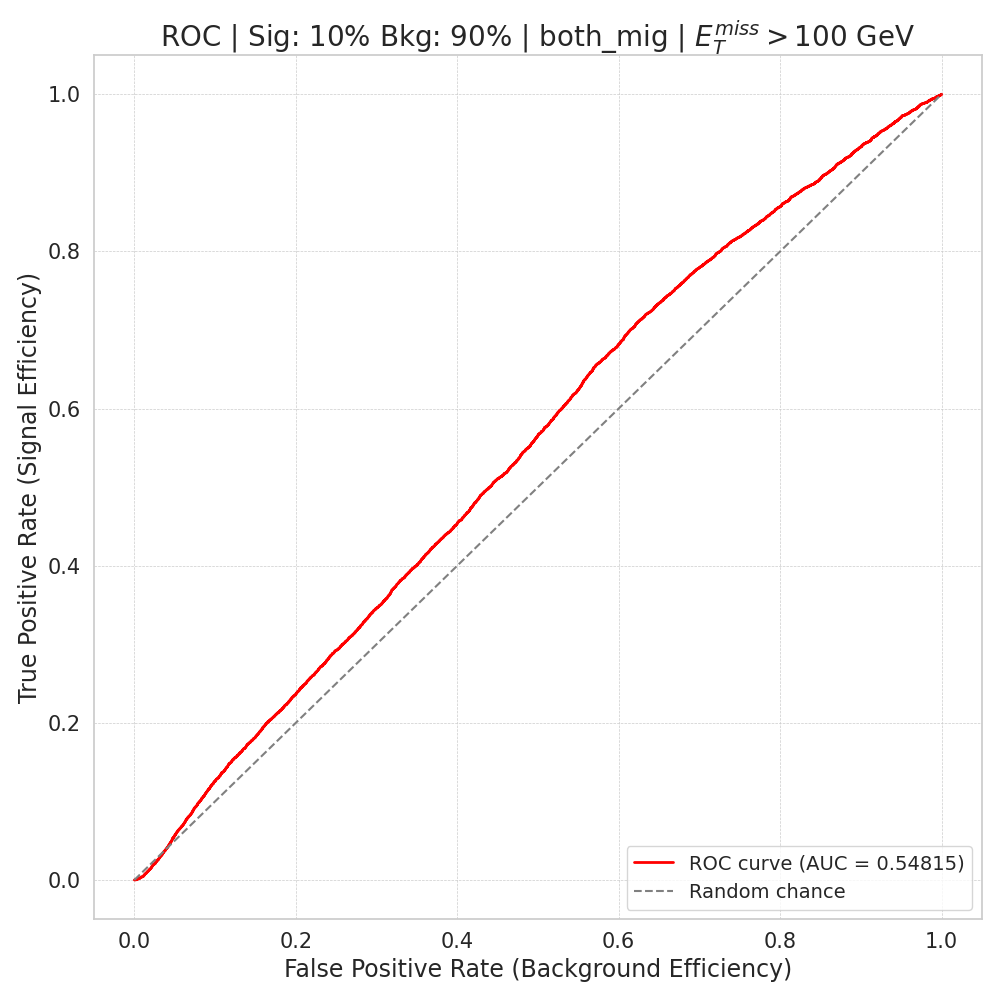 ROC | Sig: 10% Bkg: 90% | both_mig | $E_T^{miss} > 100$ GeV
True Positive Rate (Signal Efficiency)
1.0
0.8
0.6
0.4
0.2
0.0
ROC curve (AUC = 0.54815)
Random chance
0.0 0.2 0.4 0.6 0.8 1.0
False Positive Rate (Background Efficiency)